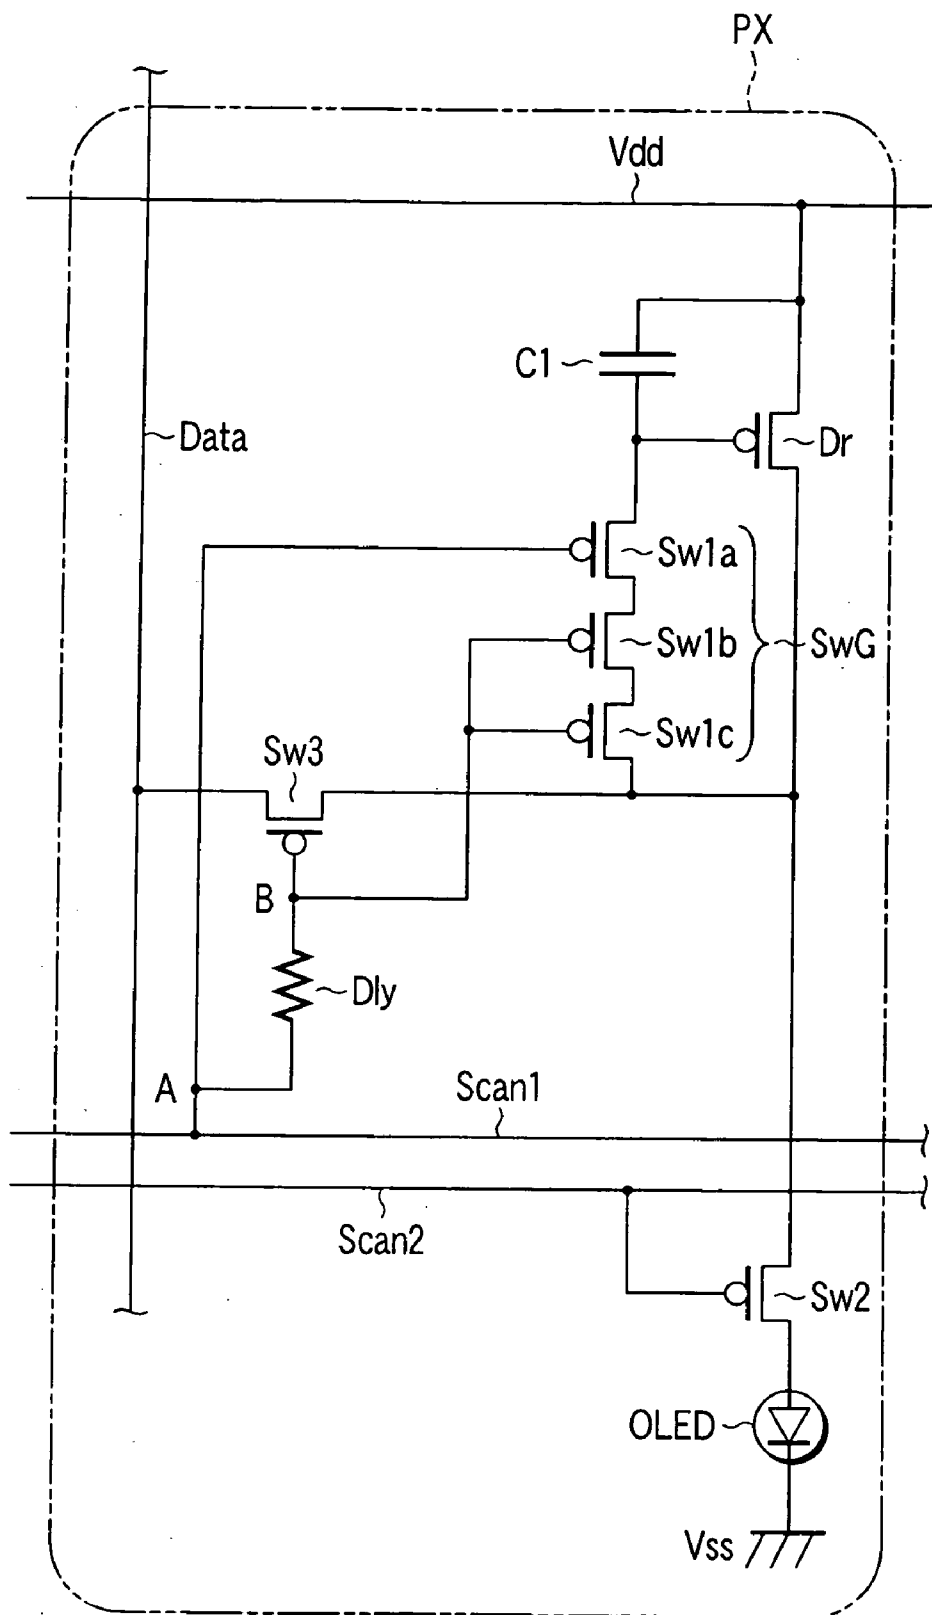 PX
Vdd
C1
Data
Dr
Sw1a
Sw1b
SwG
Sw1c
Sw3
B
Dly
A
Scan1
Scan2
Sw2
OLED
Vss